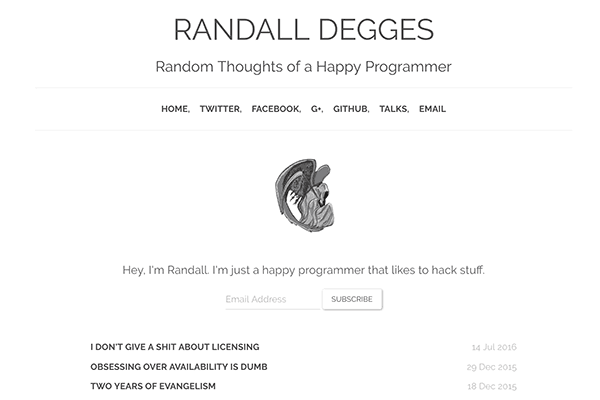 RANDALL DEGGES
Random Thoughts of a Happy Programmer
HOME, TWITTER, FACEBOOK, G+, GITHUB, TALKS, EMAIL
Hey, I'm Randall. I'm just a happy programmer that likes to hack stuff.
Email Address SUBSCRIBE
I DON'T GIVE A SHIT ABOUT LICENSING 14 Jul 2016
OBSESSING OVER AVAILABILITY IS DUMB 29 Dec 2015
TWO YEARS OF EVANGELISM 18 Dec 2015